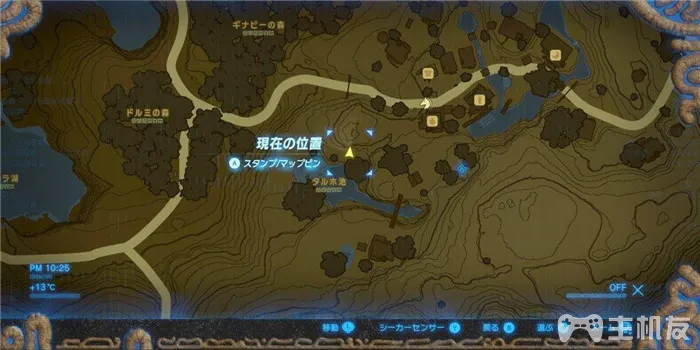 ギナビーの森
ドルミの森
現在の位置
Ⓐ スタンプ/マップピン
タルホ池
ラ湖
PM 10:25
+13℃
OFF
移動 Ⓛ
シーカーセンサー Ⓨ
戻る Ⓑ
選ぶ
主机友